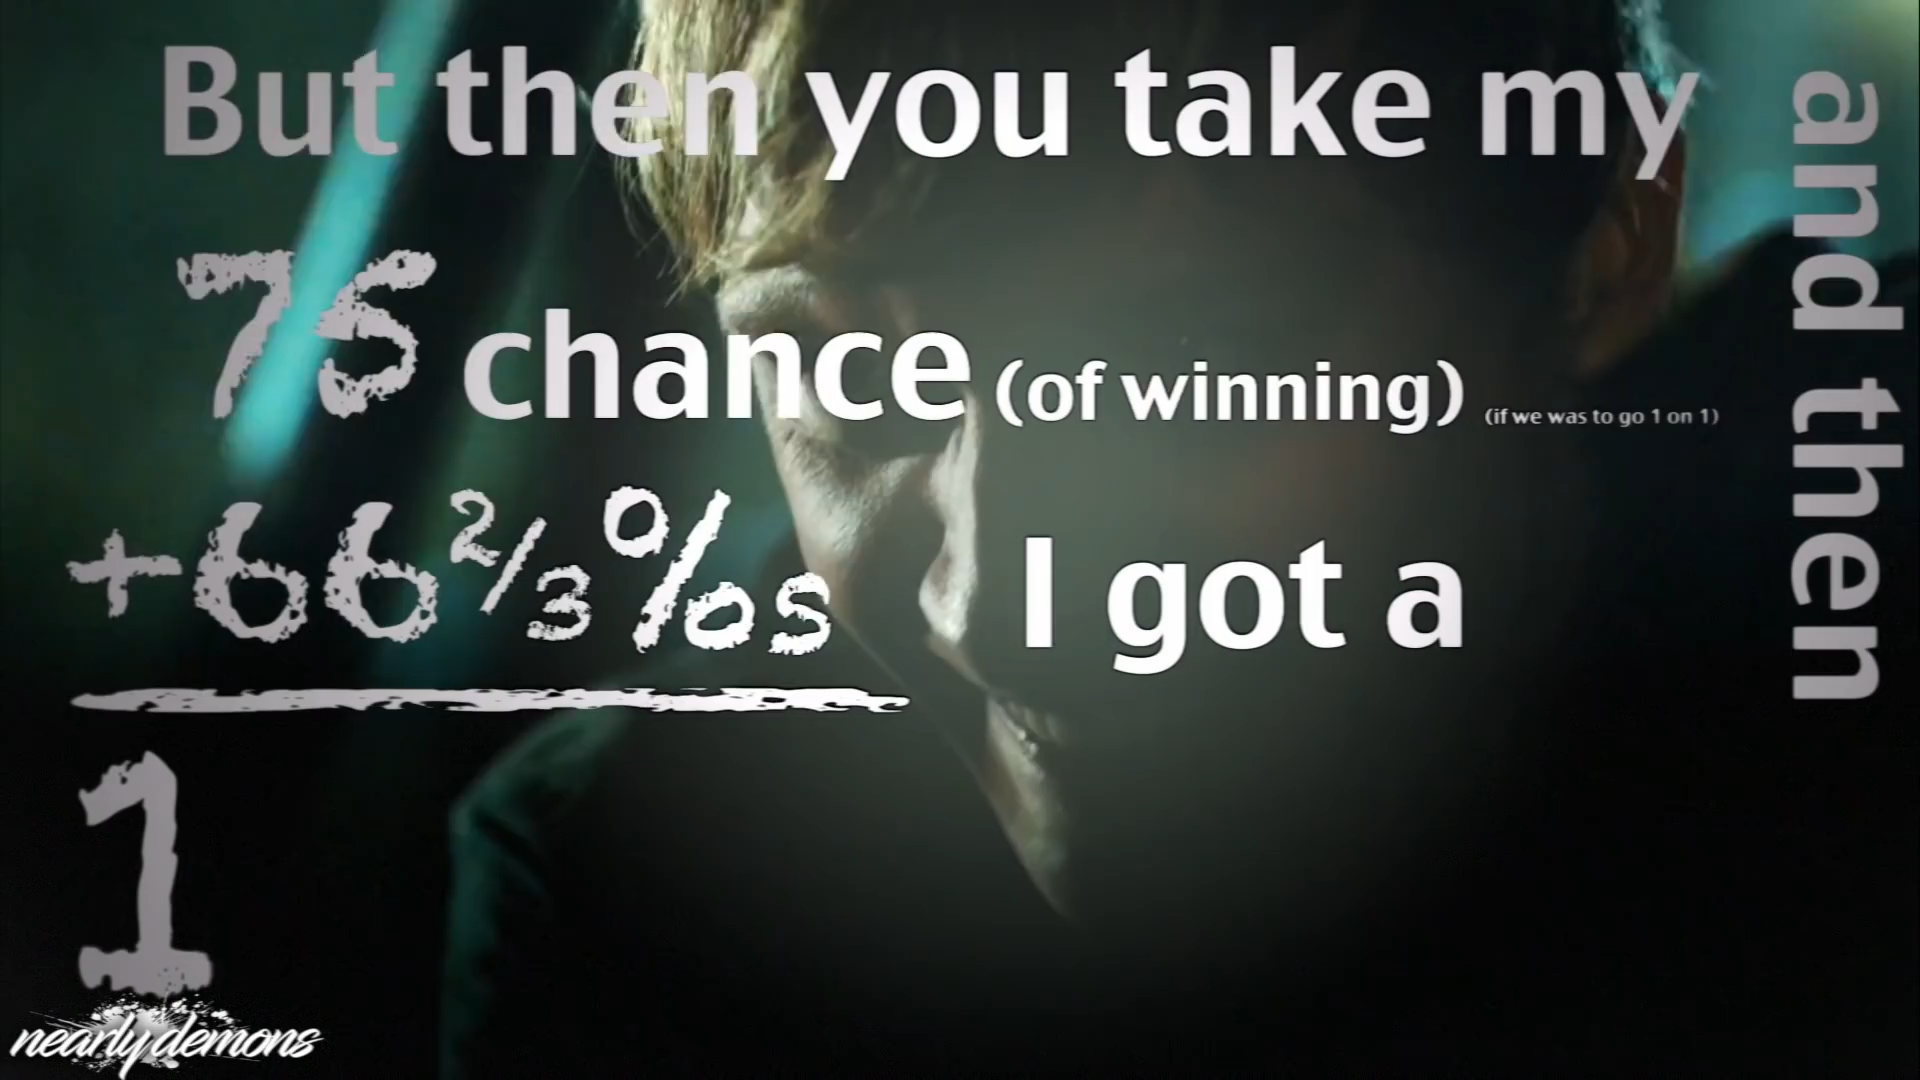 But then you take my
75 chance (of winning) (if we was to go 1 on 1)
and then
+66 2/3 %s I got a
1
nearly demons